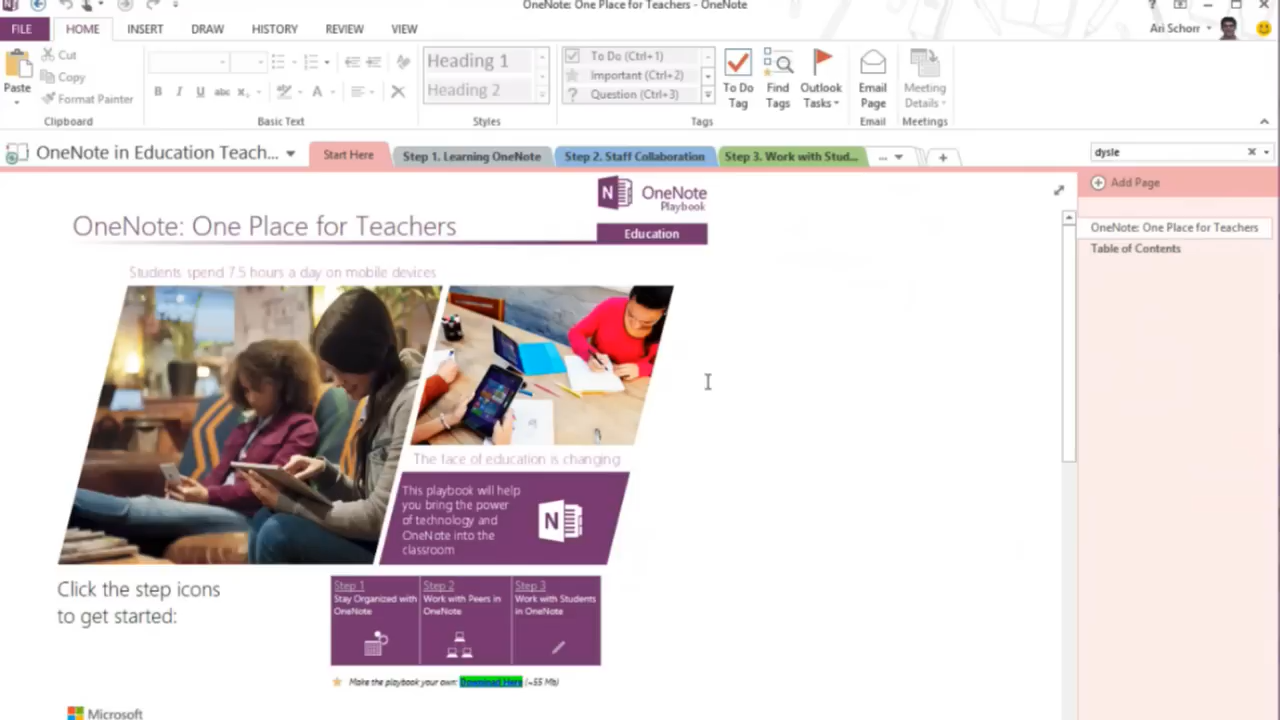 OneNote: One Place for Teachers - OneNote
?
FILE
HOME
INSERT
DRAW
HISTORY
REVIEW
VIEW
Ari Schorr
Paste
Cut
Copy
Format Painter
Clipboard
B I U abc X₂ A
Basic Text
Heading 1
Heading 2
Styles
To Do (Ctrl+1)
Important (Ctrl+2)
? Question (Ctrl+3)
To Do
Tag
Find
Tags
Outlook
Tasks
Tags
Email
Page
Email
Meeting
Details
Meetings
OneNote in Education Teach...
Start Here
Step 1. Learning OneNote
Step 2. Staff Collaboration
Step 3. Work with Stud...
...
+
dysle
Add Page
OneNote: One Place for Teachers
Table of Contents
N OneNote
Playbook
Education
OneNote: One Place for Teachers
Students spend 7.5 hours a day on mobile devices
The face of education is changing
This playbook will help
you bring the power
of technology and
OneNote into the
classroom
N
Click the step icons
to get started:
Step 1
Stay Organized with
OneNote
Step 2
Work with Peers in
OneNote
Step 3
Work with Students
in OneNote
Make the playbook your own: Download Here (~55 Mb)
Microsoft